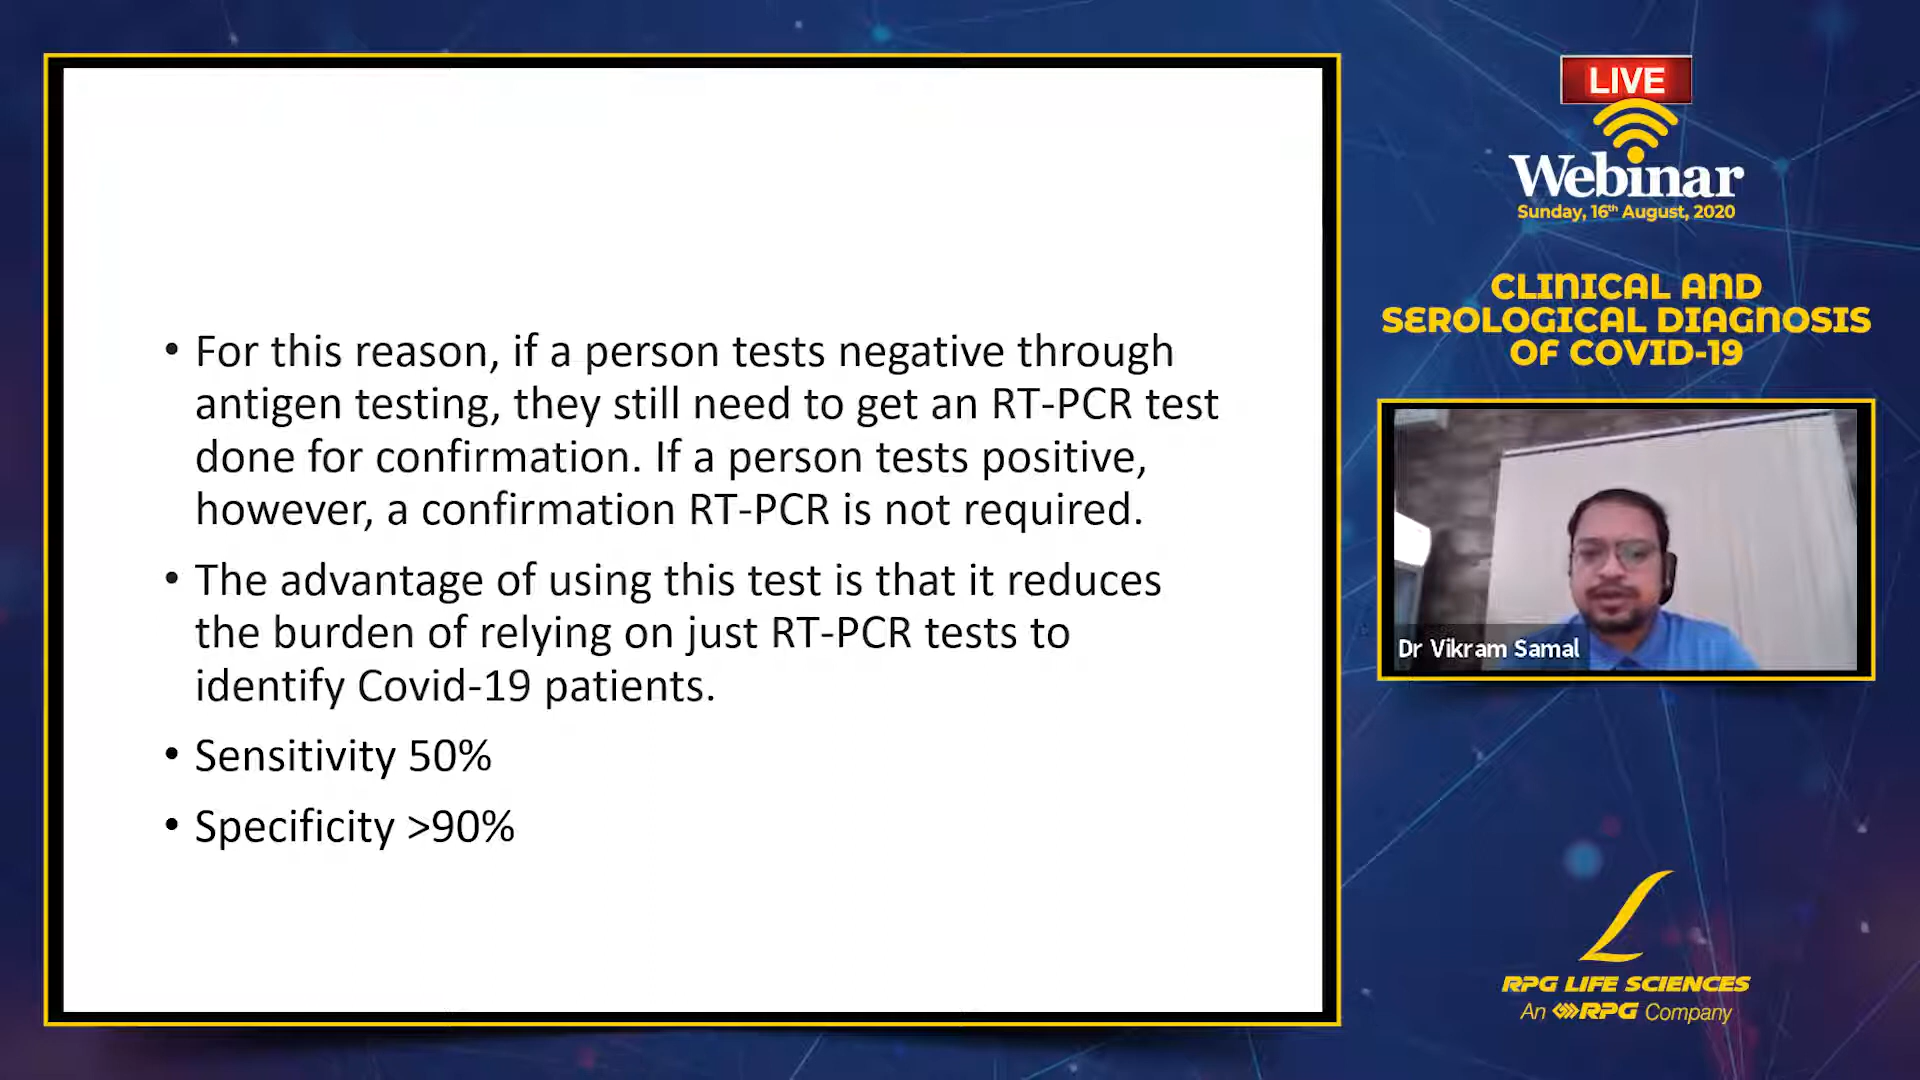 • For this reason, if a person tests negative through
antigen testing, they still need to get an RT-PCR test
done for confirmation. If a person tests positive,
however, a confirmation RT-PCR is not required.
• The advantage of using this test is that it reduces
the burden of relying on just RT-PCR tests to
identify Covid-19 patients.
• Sensitivity 50%
• Specificity >90%
LIVE
Webinar
Sunday, 16th August, 2020
CLINICAL AND
SEROLOGICAL DIAGNOSIS
OF COVID-19
Dr Vikram Samal
RPG LIFE SCIENCES
An RPG Company